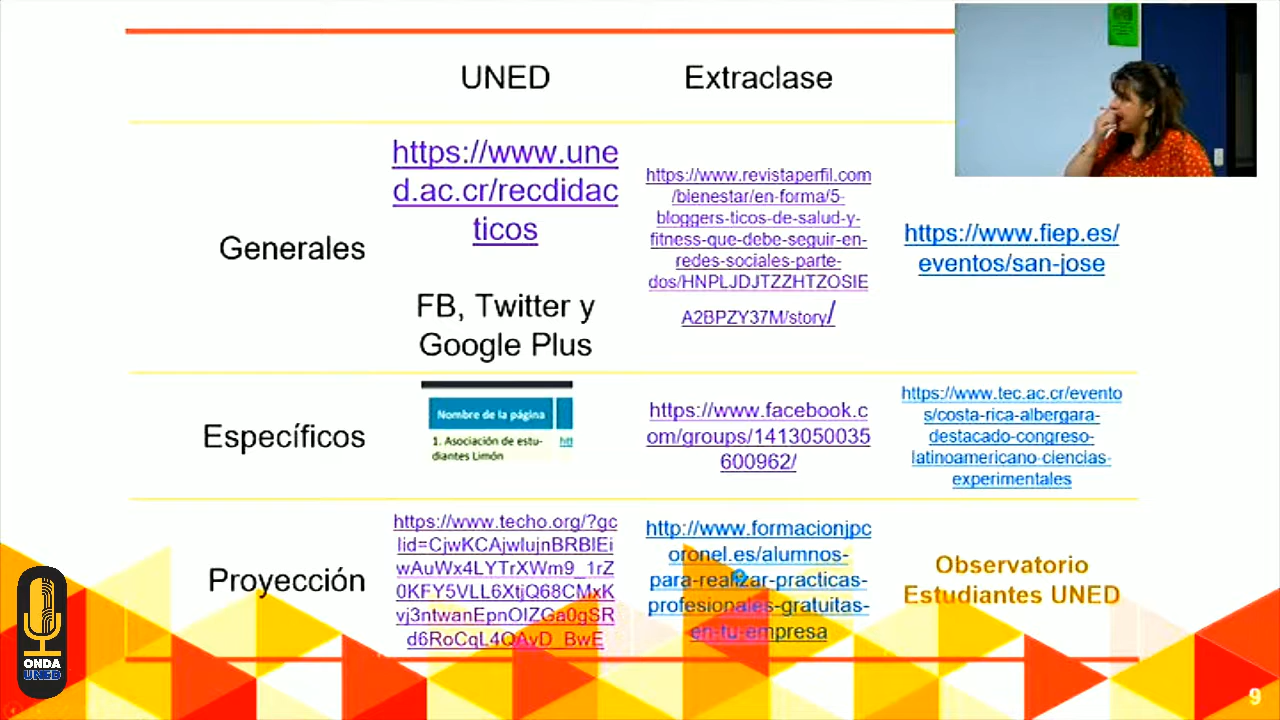 UNED
Extraclase
Generales
https://www.une
d.ac.cr/recdidac
ticos
FB, Twitter y
Google Plus
https://www.revistaperfil.com
/bienestar/en-forma/5-
bloggers-ticos-de-salud-y-
fitness-que-debe-seguir-en-
redes-sociales-parte-
dos/HNPLJDJTZZHTZOSIE
A2BPZY37M/story/
https://www.fiep.es/
eventos/san-jose
Específicos
Nombre de la página
1. Asociación de estu-
diantes Limón
htt
https://www.facebook.c
om/groups/1413050035
600962/
https://www.tec.ac.cr/evento
s/costa-rica-albergara-
destacado-congreso-
latinoamericano-ciencias-
experimentales
Proyección
https://www.techo.org/?gc
lid=CjwKCAjwIujnBRBlEi
wAuWx4LYTrXWm9_1rZ
0KFY5VLL6XtjQ68CMxK
vj3ntwanEpnOlZGa0gSR
d6RoCqL4QAvD_BwE
http://www.formacionjpc
oronel.es/alumnos-
para-realizar-practicas-
profesionales-gratuitas-
en-tu-empresa
Observatorio
Estudiantes UNED
ONDA
UNED
9